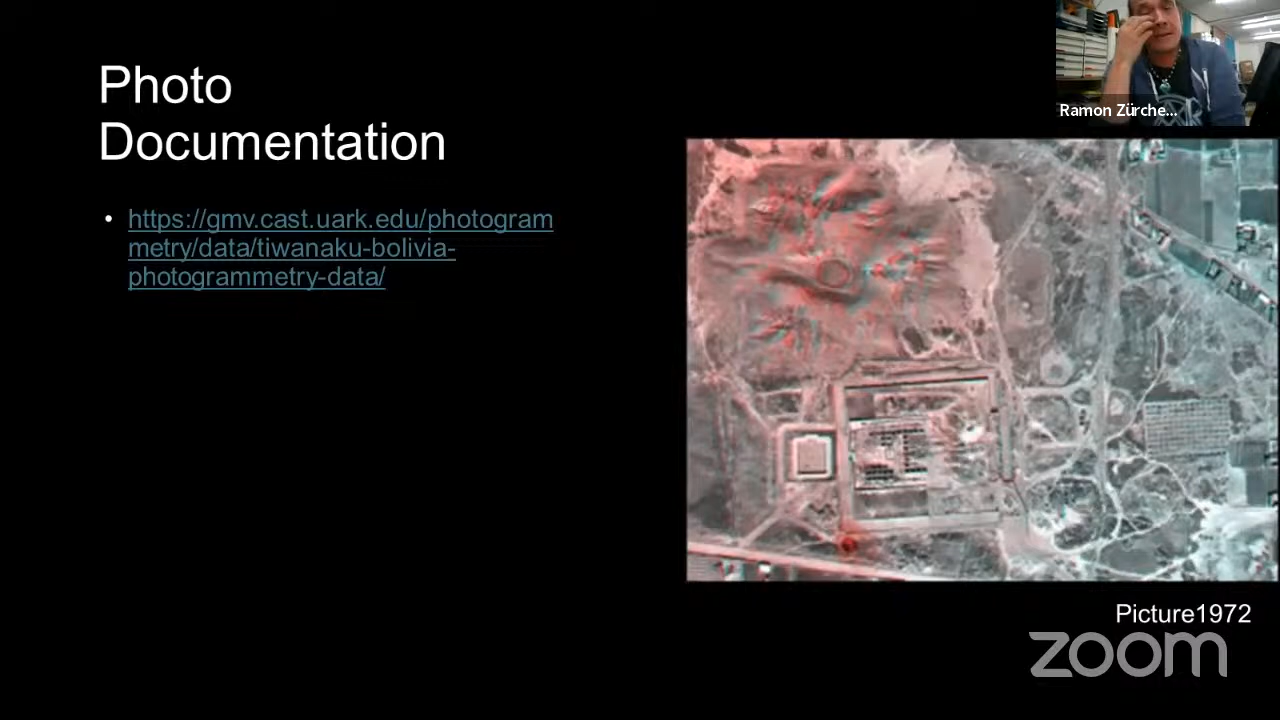 Photo
Documentation
Ramon Zürche...
• https://gmv.cast.uark.edu/photogram
metry/data/tiwanaku-bolivia-
photogrammetry-data/
Picture1972
zoom